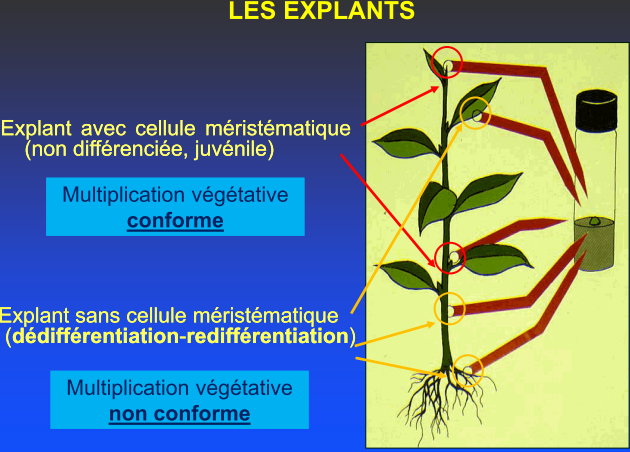 LES EXPLANTS
Explant avec cellule méristématique
(non différenciée, juvénile)
Multiplication végétative
conforme
Explant sans cellule méristématique
(dédifférentiation-redifférentiation)
Multiplication végétative
non conforme